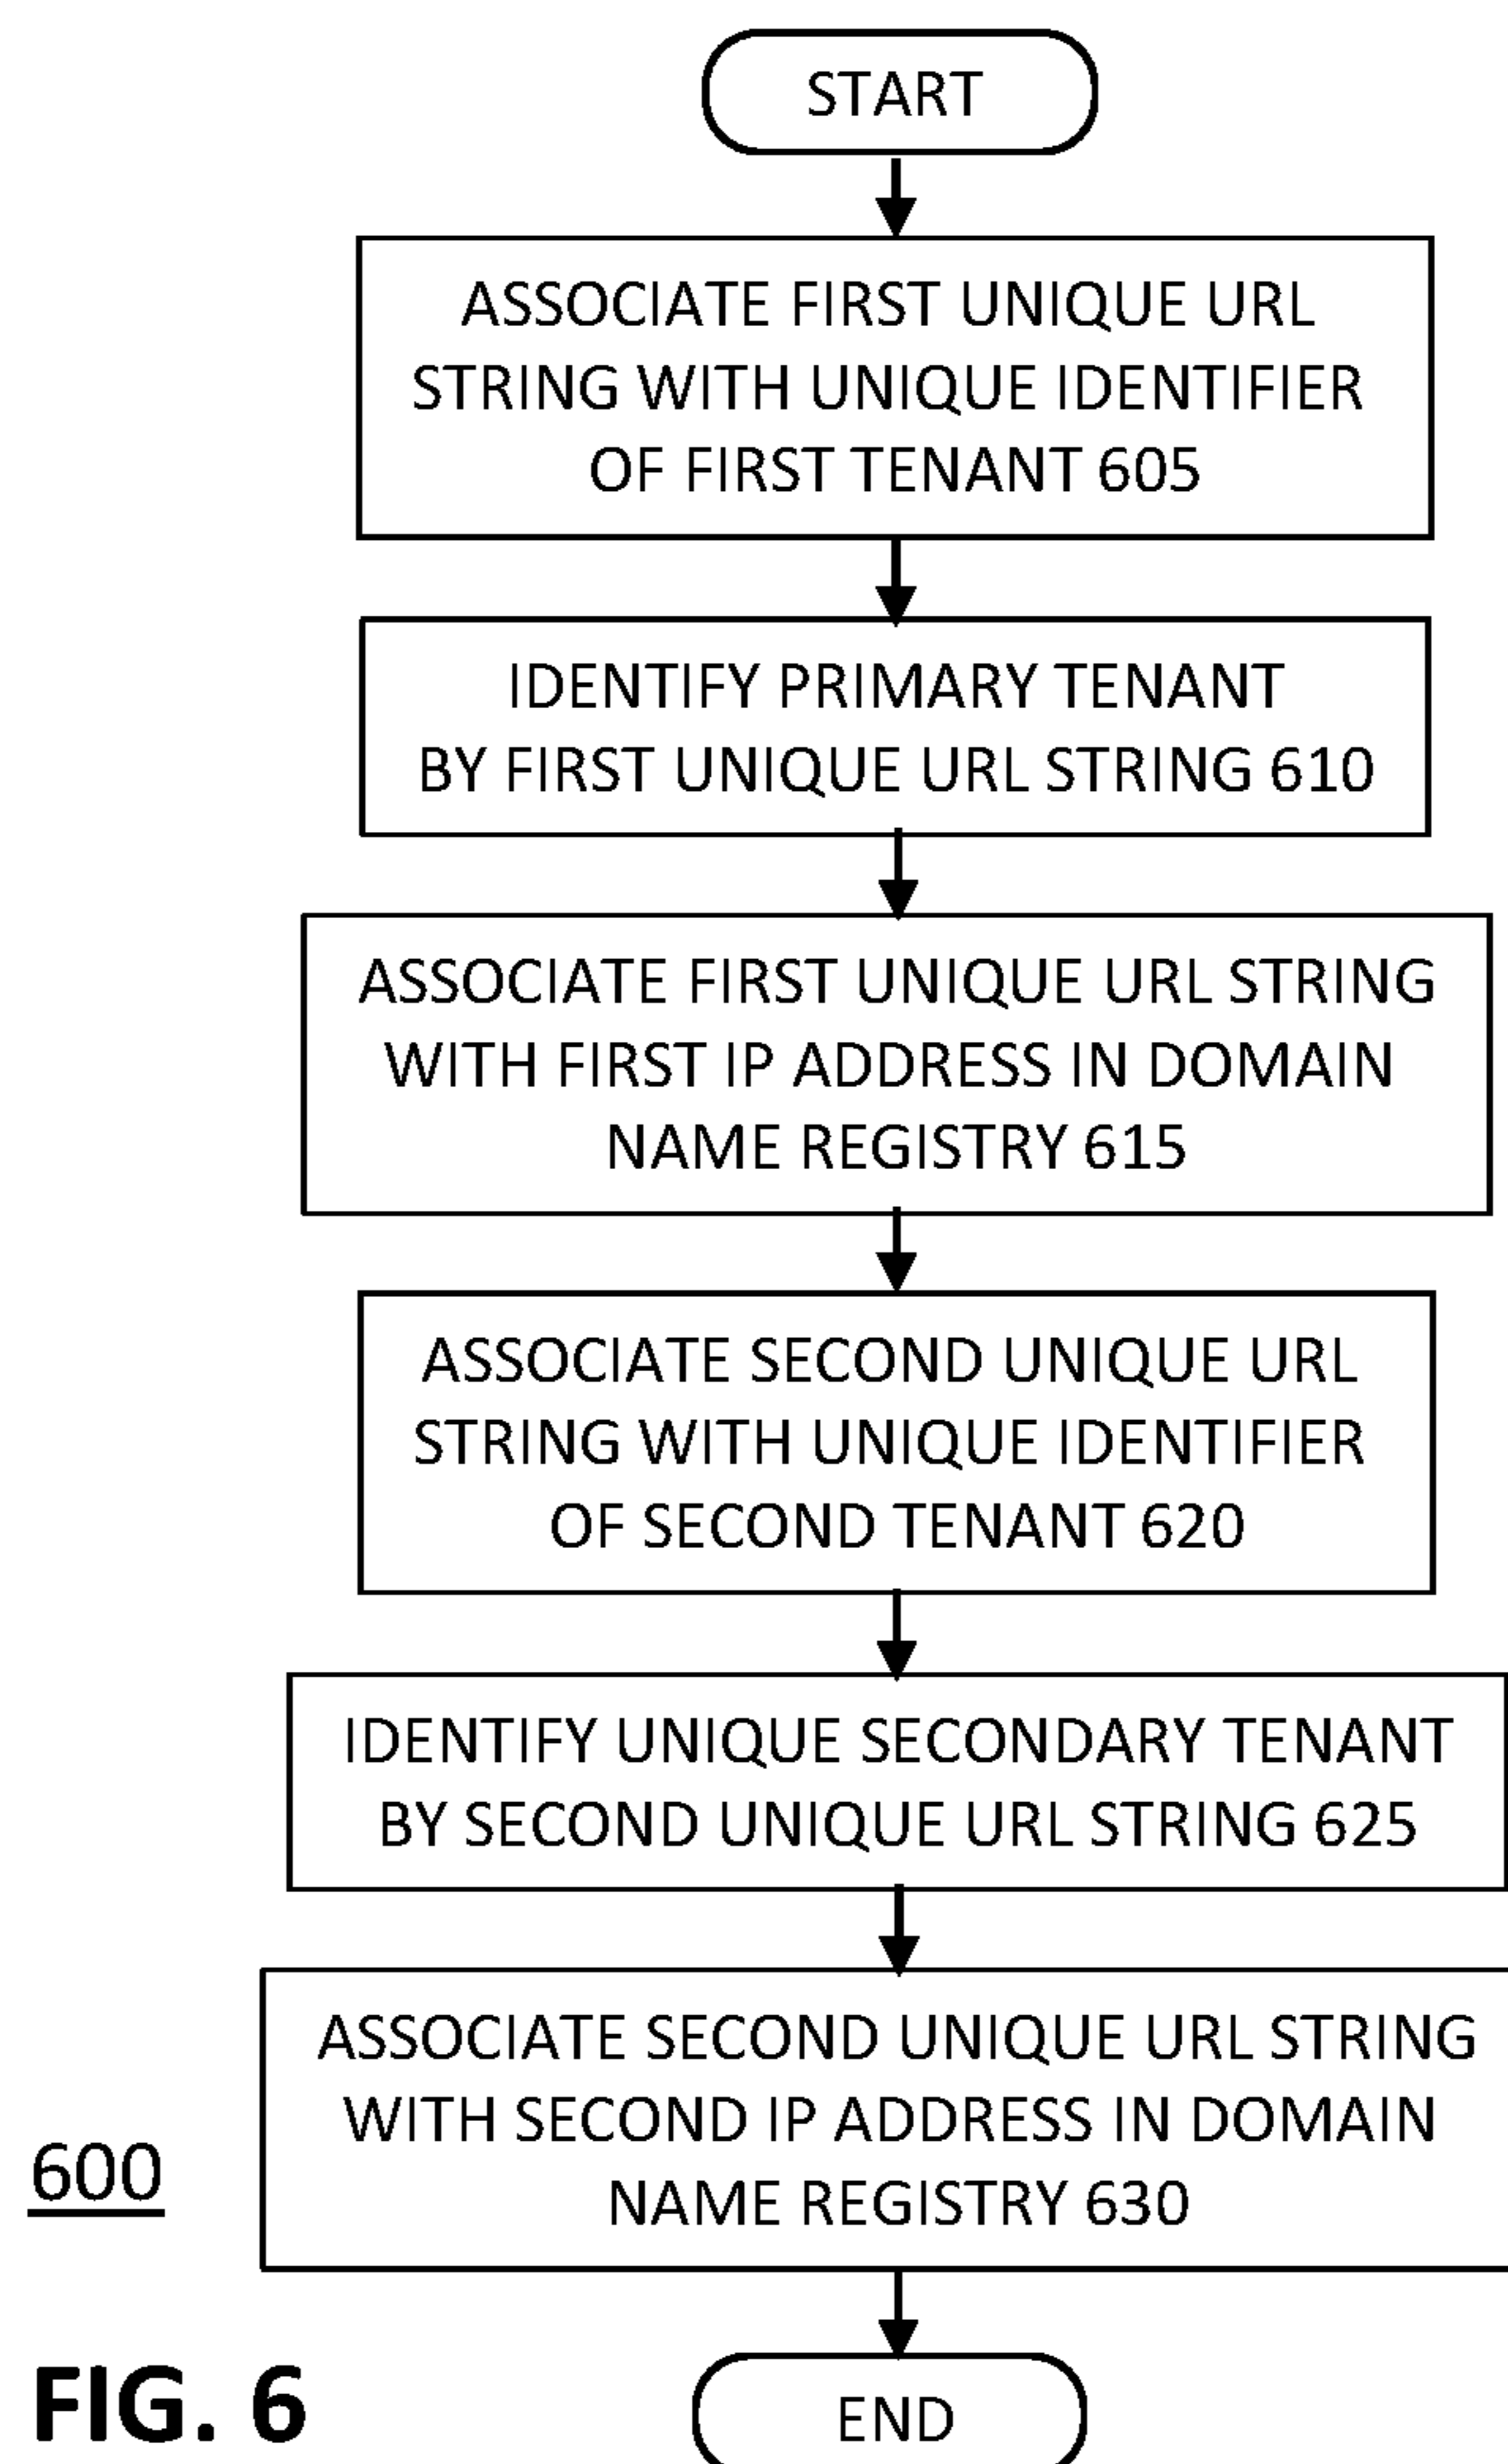 START
ASSOCIATE FIRST UNIQUE URL
STRING WITH UNIQUE IDENTIFIER
OF FIRST TENANT 605
IDENTIFY PRIMARY TENANT
BY FIRST UNIQUE URL STRING 610
ASSOCIATE FIRST UNIQUE URL STRING
WITH FIRST IP ADDRESS IN DOMAIN
NAME REGISTRY 615
ASSOCIATE SECOND UNIQUE URL
STRING WITH UNIQUE IDENTIFIER
OF SECOND TENANT 620
IDENTIFY UNIQUE SECONDARY TENANT
BY SECOND UNIQUE URL STRING 625
ASSOCIATE SECOND UNIQUE URL STRING
WITH SECOND IP ADDRESS IN DOMAIN
NAME REGISTRY 630
600
END
FIG. 6